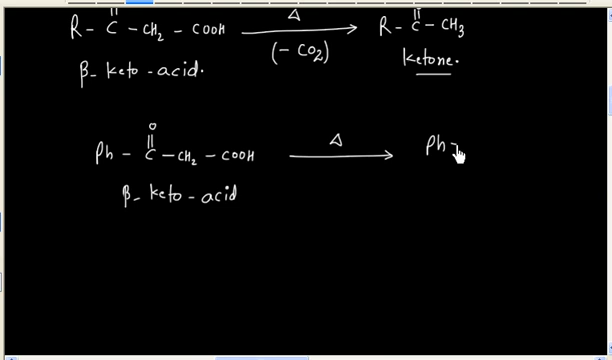 R - C - CH2 - COOH Δ (- CO2) R - C - CH3
β - keto - acid. ketone.
O
Ph - C - CH2 - COOH Δ Ph -
β - keto - acid